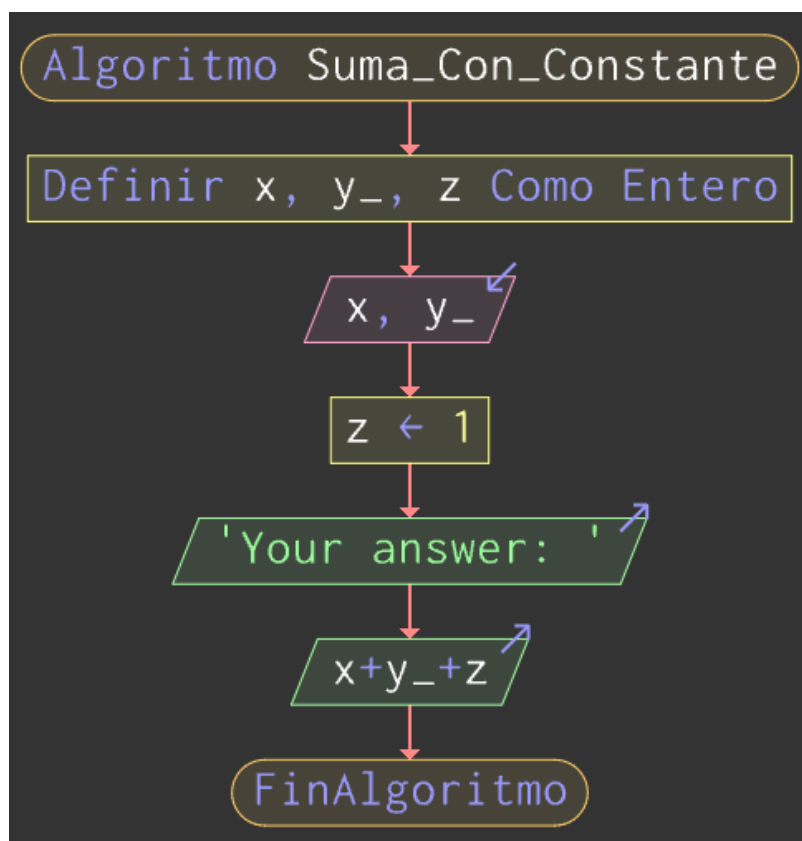 Algoritmo Suma_Con_Constante
Definir x, y_, z Como Entero
x, y_
z ← 1
'Your answer: '
x+y_+z
FinAlgoritmo